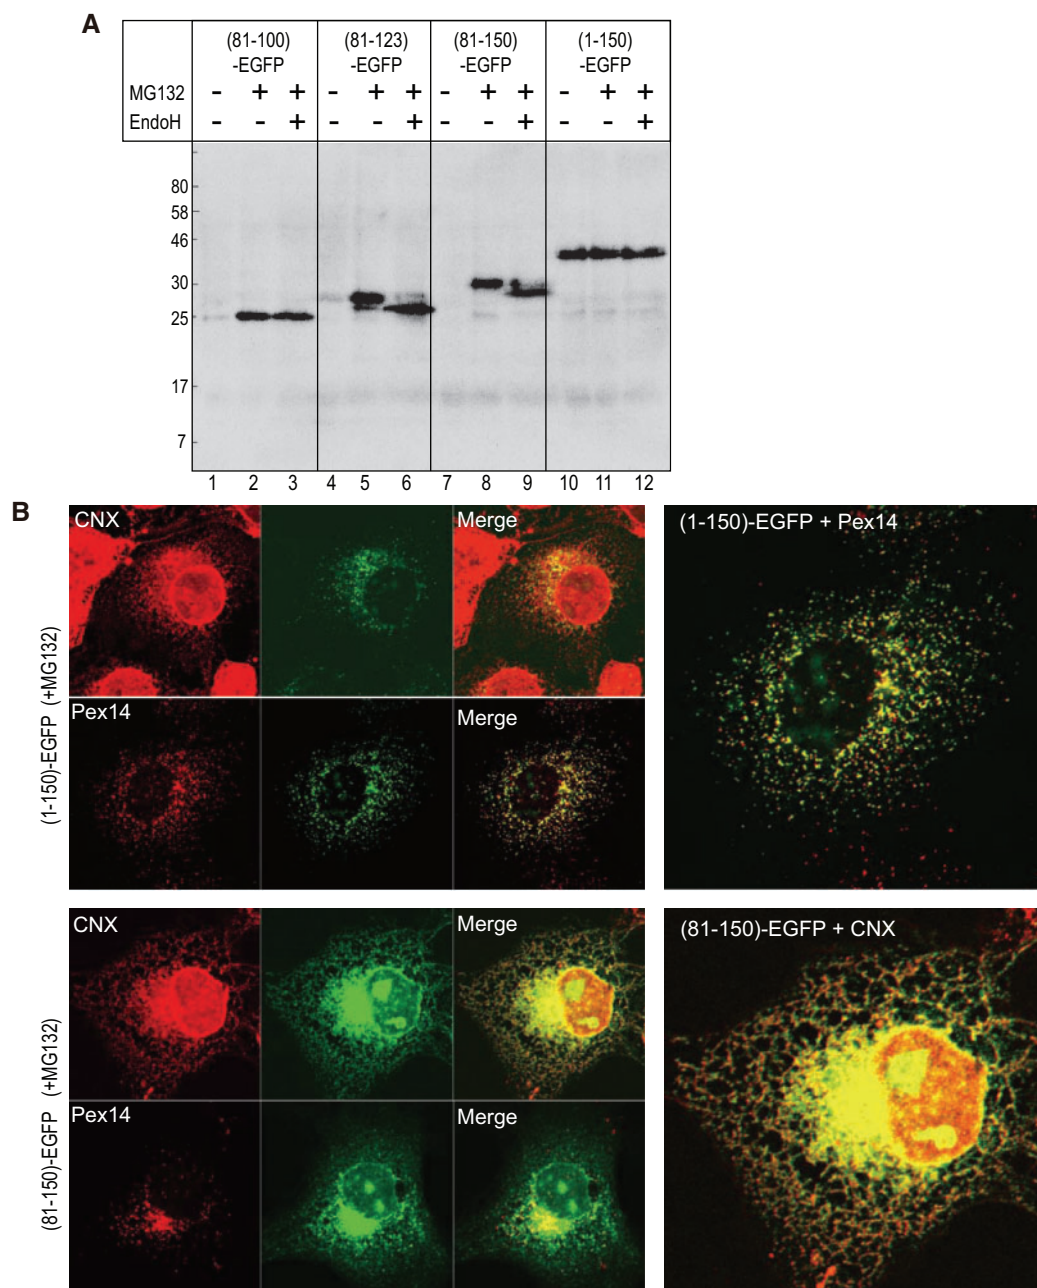 A
(81-100) (81-123) (81-150) (1-150)
-EGFP -EGFP -EGFP -EGFP
MG132 - + + - + + - + + - + +
EndoH - - + - - + - - + - - +
80
58
46
30
25
17
7
1 2 3 4 5 6 7 8 9 10 11 12
B
(1-150)-EGFP (+MG132)
CNX Merge
Pex14 Merge
(1-150)-EGFP + Pex14
(81-150)-EGFP (+MG132)
CNX Merge
Pex14 Merge
(81-150)-EGFP + CNX